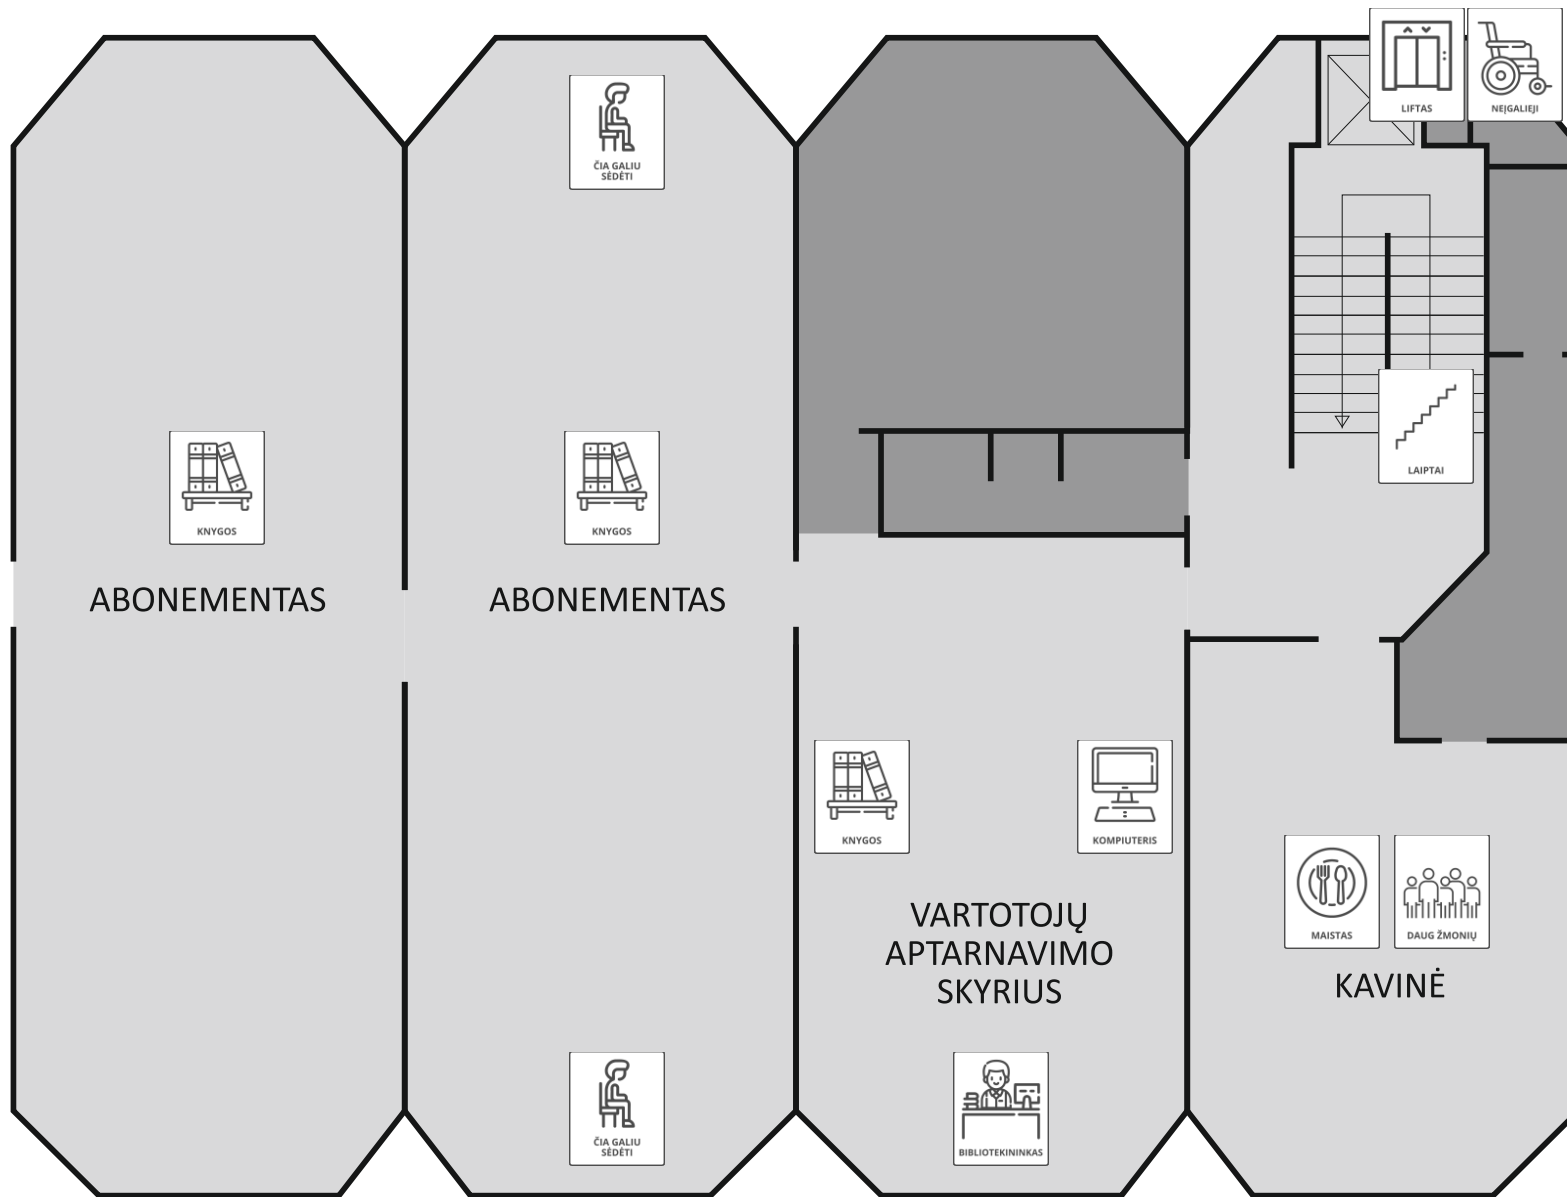 LIFTAS
NEĮGALIEJI
ČIA GALIU
SĖDĖTI
LAIPTAI
KNYGOS
KNYGOS
ABONEMENTAS
ABONEMENTAS
KNYGOS
KOMPIUTERIS
VARTOTOJŲ
APTARNAVIMO
SKYRIUS
MAISTAS
DAUG ŽMONIŲ
KAVINĖ
ČIA GALIU
SĖDĖTI
BIBLIOTEKININKAS